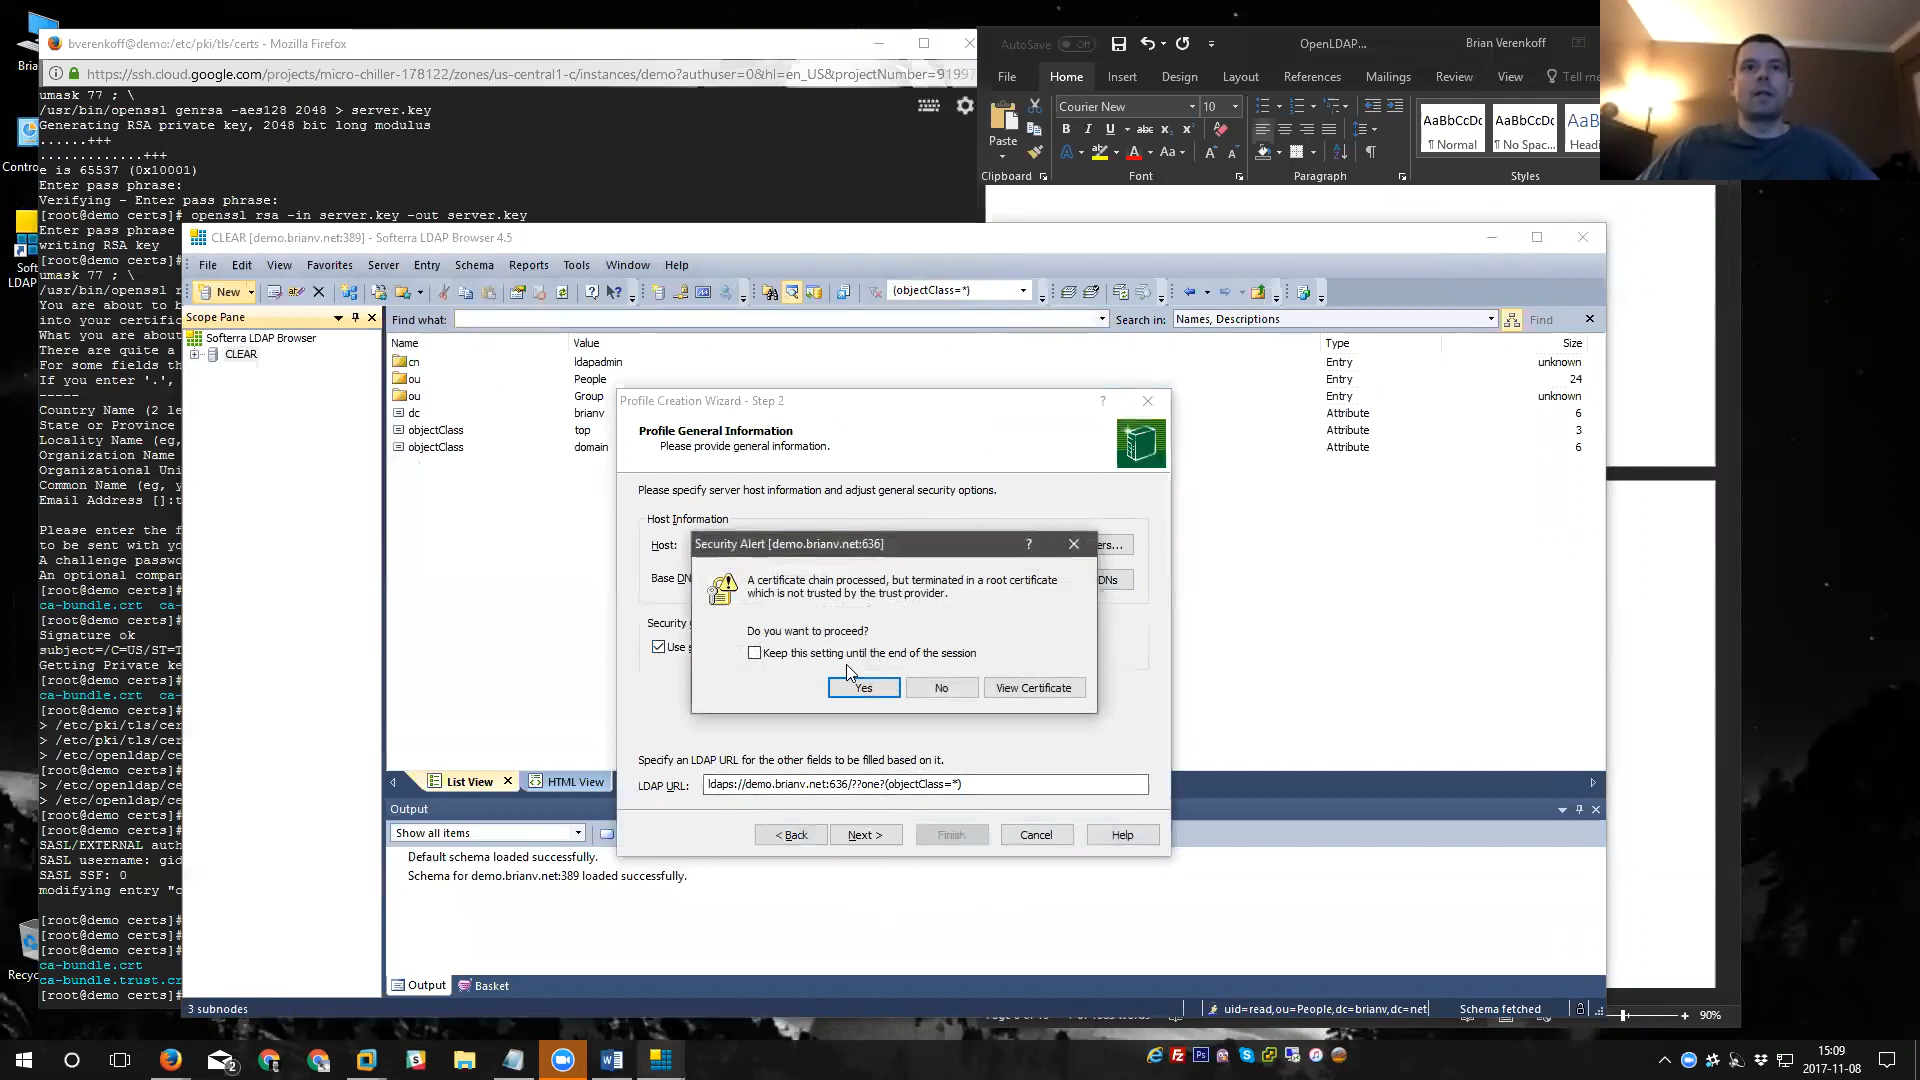 bverenkoff@demo:/etc/pki/tls/certs - Mozilla Firefox
https://ssh.cloud.google.com/projects/micro-chiller-178122/zones/us-central1-c/instances/demo?authuser=0&hl=en_US&projectNumber=91997
umask 77 ; \
/usr/bin/openssl genrsa -aes128 2048 > server.key
Generating RSA private key, 2048 bit long modulus
......+++
..............+++
e is 65537 (0x10001)
Enter pass phrase:
Verifying - Enter pass phrase:
[root@demo certs]# openssl rsa -in server.key -out server.key
Enter pass phrase
writing RSA key
[root@demo certs]#
umask 77 ; \
/usr/bin/openssl r
You are about to b
into your certific
What you are about
There are quite a
For some fields th
If you enter '.',
-----
Country Name (2 le
State or Province
Locality Name (eg,
Organization Name
Organizational Uni
Common Name (eg, y
Email Address []:t
Please enter the f
to be sent with yo
A challenge passwo
An optional compan
[root@demo certs]#
ca-bundle.crt ca-
[root@demo certs]#
Signature ok
subject=/C=US/ST=T
Getting Private ke
[root@demo certs]#
ca-bundle.crt ca-
[root@demo certs]#
> /etc/pki/tls/cer
> /etc/pki/tls/cer
> /etc/openldap/ce
[root@demo certs]#
> /etc/openldap/ce
> /etc/openldap/ce
[root@demo certs]#
SASL/EXTERNAL auth
SASL username: gid
SASL SSF: 0
modifying entry "c
[root@demo certs]#
[root@demo certs]#
[root@demo certs]#
ca-bundle.crt
ca-bundle.trust.cr
[root@demo certs]#
Bria
Contro
Soft
LDAP
Recyc
AutoSave Off
OpenLDAP...
Brian Verenkoff
File Home Insert Design Layout References Mailings Review View Tell me
Paste
Courier New 10
B I U abc x₂ x²
Aa
AaBbCcDc AaBbCcDc AaBbC
¶ Normal ¶ No Spac... Headi
Clipboard Font Paragraph Styles
CLEAR [demo.brianv.net:389] - Softerra LDAP Browser 4.5
File Edit View Favorites Server Entry Schema Reports Tools Window Help
New
(objectClass=*)
Scope Pane
Softerra LDAP Browser
CLEAR
Find what:
Search in: Names, Descriptions
Find
Name Value Type Size
cn ldapadmin Entry unknown
ou People Entry 24
ou Group Entry unknown
dc brianv Attribute 6
objectClass top Attribute 3
objectClass domain Attribute 6
Profile Creation Wizard - Step 2
Profile General Information
Please provide general information.
Please specify server host information and adjust general security options.
Host Information
Host:
ers...
Base DN
DNs
Security
Use s
Security Alert [demo.brianv.net:636]
A certificate chain processed, but terminated in a root certificate
which is not trusted by the trust provider.
Do you want to proceed?
Keep this setting until the end of the session
Yes No View Certificate
Specify an LDAP URL for the other fields to be filled based on it.
LDAP URL: ldaps://demo.brianv.net:636/??one?(objectClass=*)
< Back Next > Finish Cancel Help
List View HTML View
Output
Show all items
Default schema loaded successfully.
Schema for demo.brianv.net:389 loaded successfully.
Output Basket
3 subnodes
uid=read,ou=People,dc=brianv,dc=net
Schema fetched
90%
2
15:09
2017-11-08